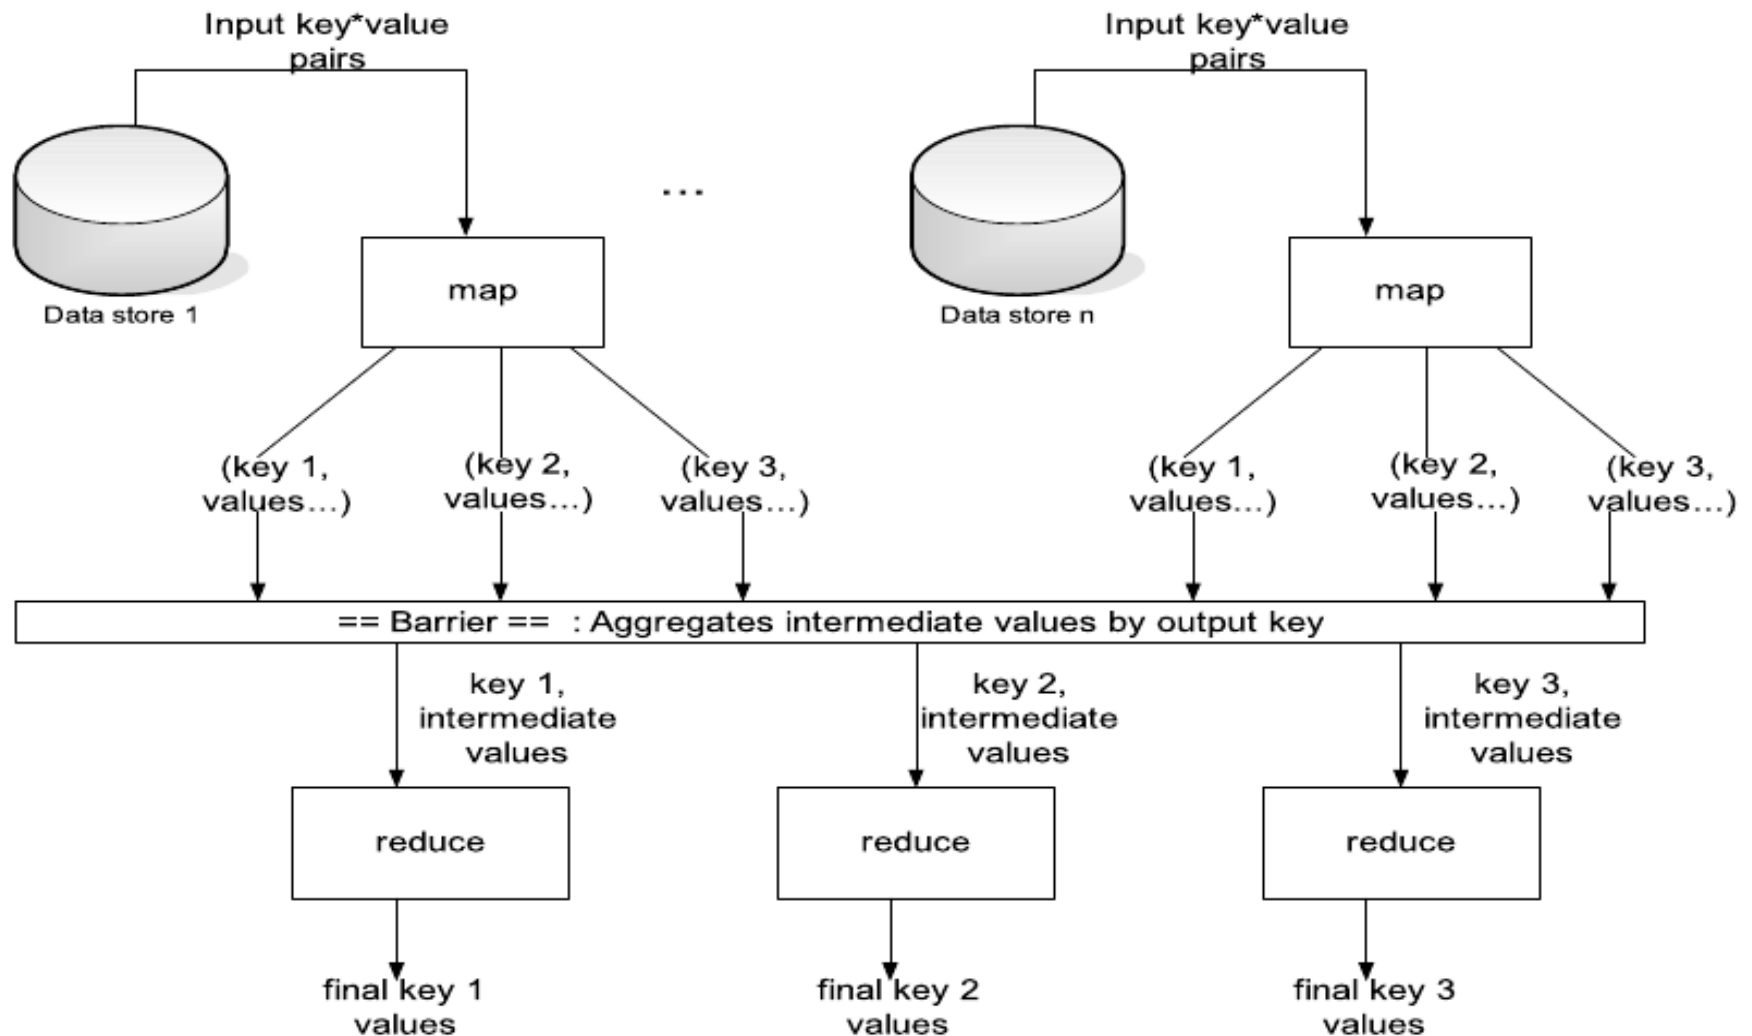 Input key*value
pairs
Input key*value
pairs
...
map
map
Data store 1
Data store n
(key 1,
values...)
(key 2,
values...)
(key 3,
values...)
(key 1,
values...)
(key 2,
values...)
(key 3,
values...)
== Barrier == : Aggregates intermediate values by output key
key 1,
intermediate
values
key 2,
intermediate
values
key 3,
intermediate
values
reduce
reduce
reduce
final key 1
values
final key 2
values
final key 3
values